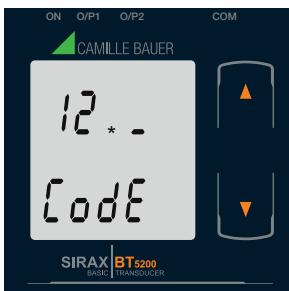 ON O/P1 O/P2 COM
CAMILLE BAUER
12*_
CodE
SIRAX BT5200
BASIC TRANSDUCER